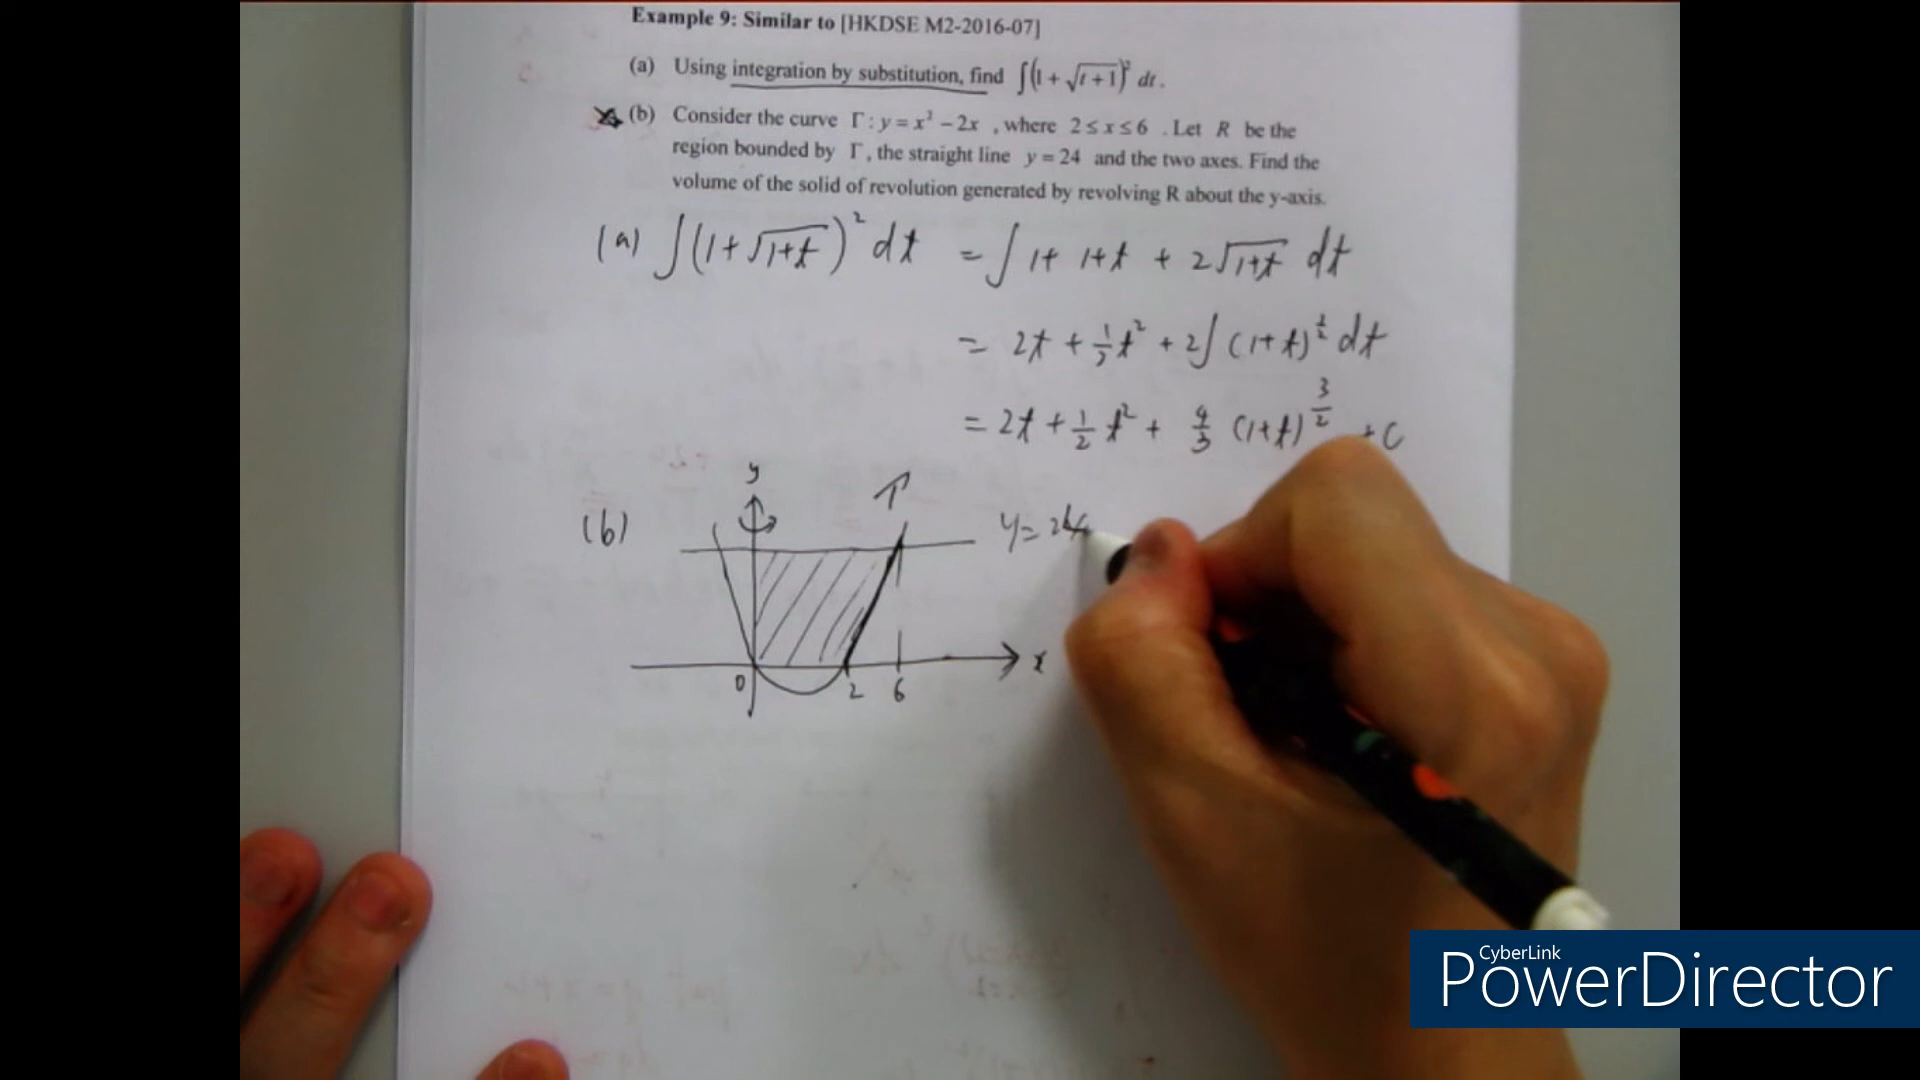 Example 9: Similar to [HKDSE M2-2016-07]
(a) Using integration by substitution, find ∫(1 + √(t + 1))² dt .
(b) Consider the curve Γ : y = x² − 2x , where 2 ≤ x ≤ 6 . Let R be the
region bounded by Γ , the straight line y = 24 and the two axes. Find the
volume of the solid of revolution generated by revolving R about the y-axis.
(a) ∫(1+√(1+t))² dt = ∫ 1+ 1+t + 2√(1+t) dt
= 2t + 1/2 t² + 2∫(1+t)^(1/2) dt
= 2t + 1/2 t² + 4/3 (1+t)^(3/2) +C
y
Γ
(b)
y=24
x
0 2 6
CyberLink
PowerDirector